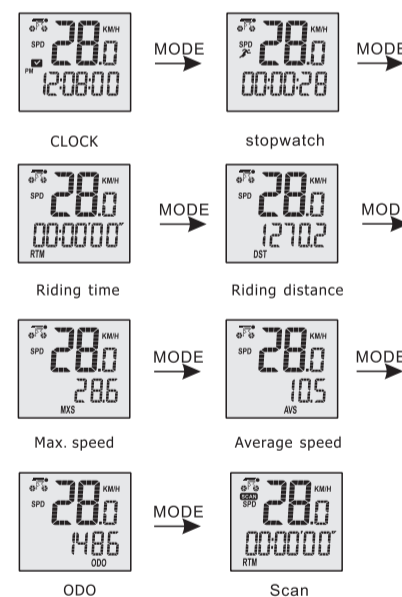 KM/H KM/H
SPD 28.0 MODE SPD 28.0 MODE
PM 12:08:00 00:00:28
CLOCK stopwatch
KM/H KM/H
SPD 28.0 MODE SPD 28.0 MOD
00:00'00" 1270.2
RTM DST
Riding time Riding distance
KM/H KM/H
SPD 28.0 MODE SPD 28.0 MODE
28.6 10.5
MXS AVS
Max. speed Average speed
KM/H SCAN KM/H
SPD 28.0 MODE SPD 28.0
1486 00:00'00"
ODO RTM
ODO Scan